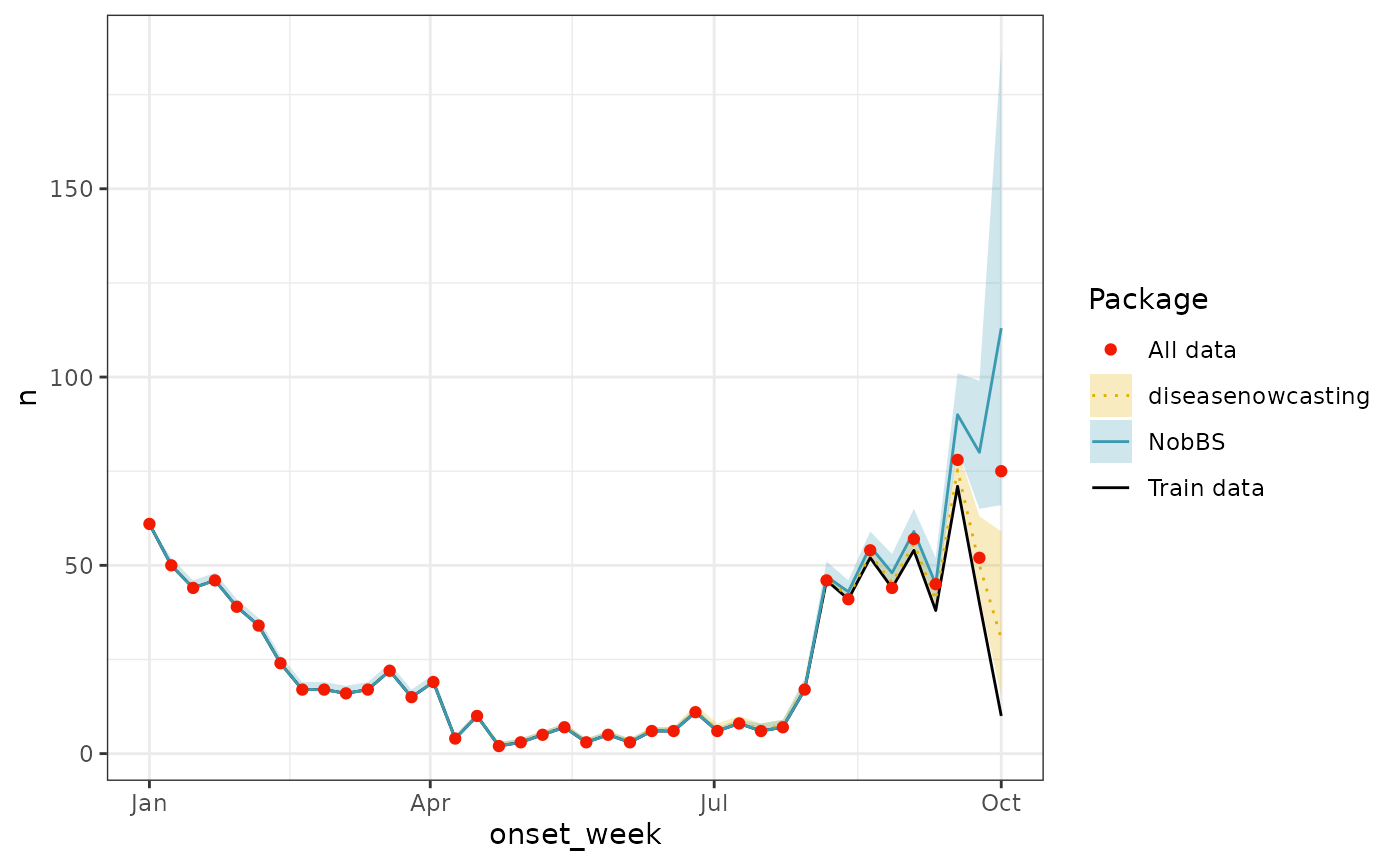 150
100
50
0
n
Jan
Apr
Jul
Oct
onset_week
Package
All data
diseasenowcasting
NobBS
Train data